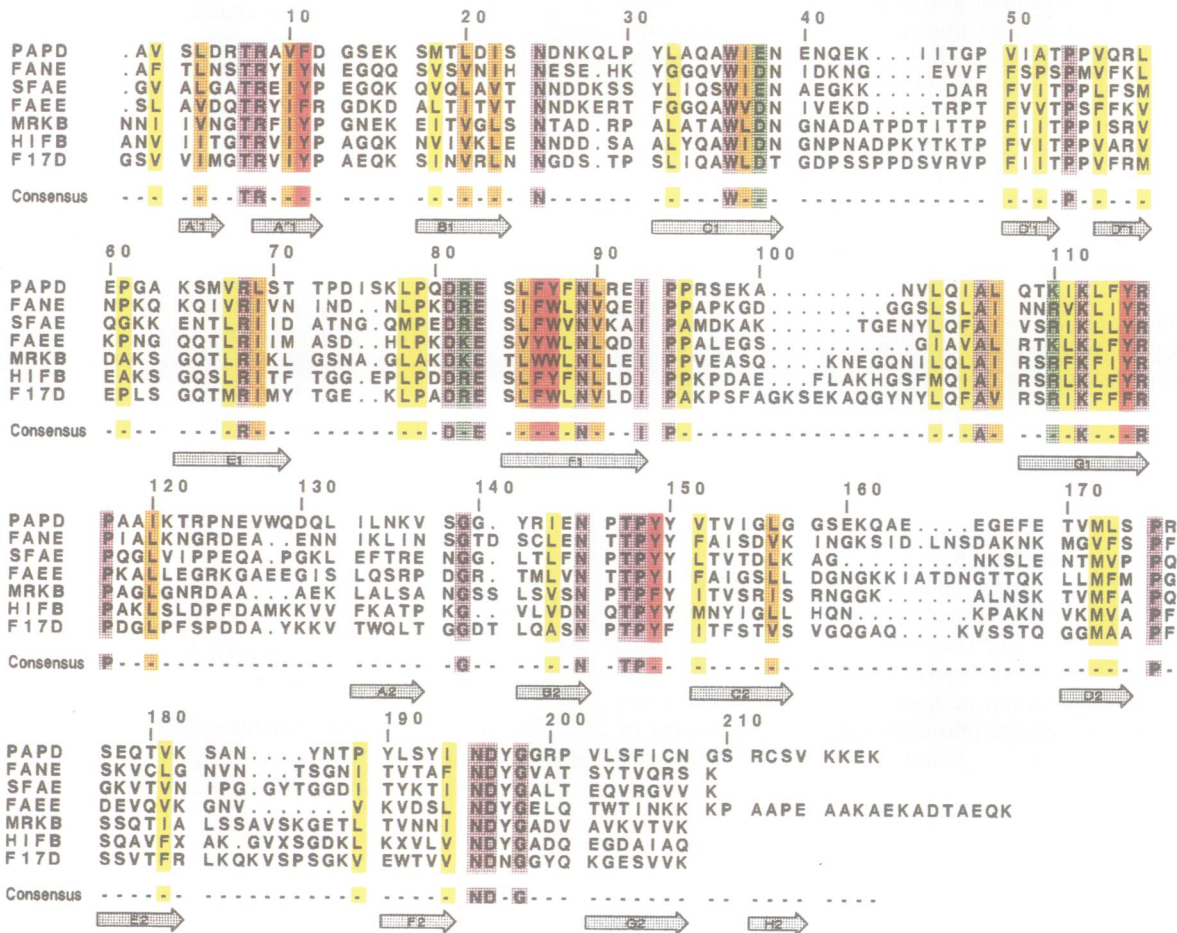 10 20 30 40 50
PAPD .AV SLDRTRAVFD GSEK SMTLDIS NDNKQLP YLAQAWIEN ENQEK....IITGP VIATPPVQRL
FANE .AF TLNSTRYIYN EGQQ SVSVNIH NESE.HK YGGQVWIDN IDKNG....EVVF FSPSPMVFKL
SFAE .GV ALGATREIYP EGQK QVQLAVT NNDDKSS YLIQSWIEN AEGKK....DAR FVITPPLFSM
FAEE .SL AVDQTRYIFR GDKD ALTITVT NNDKERT FGGQAWVDN IVEKD....TRPT FVVTPSFFKV
MRKB NNI IVNGTRFIYP GNEK EITVGLS NTAD.RP ALATAWLDN GNADATPDTITTP FIITPPISRV
HIFB ANV ITGTRVIYP AGQK NVIVKLE NNDD.SA ALYQAWIDN GNPNADPKYTKTP FVITPPVARV
F17D GSV VIMGTRVIYP AEQK SINVRLN NGDS.TP SLIQAWLDT GDPSSPPDSVRVP FIITPPVFRM
Consensus - - - - - - - TR - - - - - - - - - - - - - - - - N - - - - - - - - - - - W - - - - - - - - - - - - - - - - - - - - - - P - - - - - -
A'1 A"1 B1 C1 D'1 D"1
60 70 80 90 100 110
PAPD EPGA KSMVRLST TPDISKLPQDRE SLFYFNLREI PPRSEKA.........NVLQIAL QTKIKLFYR
FANE NPKQ KQIVRIVN IND.NLPKDRE SIFWLNVQEI PPAPKGD.......GGSLSLAI NNRVKLIYR
SFAE QGKK ENTLRIID ATNG.QMPEDRE SLFWVNVKAI PAMDKAK.....TGENYLQFAI VSRIKLLYR
FAEE KPNG QQTLRIIM ASD..HLPKDKE SVYWLNLQDI PPALEGS.......GIAVAL RTKLKLFYR
MRKB DAKS GQTLRIKL GSNA.GLAKDKE TLWWLNLLEI PPVEASQ....KNEGQNILQLAI RSRFKFIYR
HIFB EAKS GQSLRITF TGG.EPLPDDRE SLFYFNLLDI PPKPDAE..FLAKHGSFMQIAI RSRLKLFYR
F17D EPLS GQTMRIMY TGE..KLPADRE SLFWLNVLDI PAKPSFAGKSEKAQGYNYLQFAV RSRIKFFFR
Consensus - - - - - - - - R - - - - - - - - - - - - - D - E - - - - - N - - - I P - - - - - - - - - - A - - - - - K - - - R
E1 F1 G1
120 130 140 150 160 170
PAPD PAAIKTRPNEVWQDQL ILNKV SGG. YRIEN PTPYY VTVIGLG GSEKQAE....EGEFE TVMLS PR
FANE PIALKNGRDEA..ENN IKLIN SGTD SCLEN TTPYY FAISDVK INGKSID.LNSDAKNK MGVFS PF
SFAE PQGLVIPPEQA.PGKL EFTRE NGG. LTLFN PTPYY LTVTDLK AG......NKSLE NTMVP PQ
FAEE PKALLEGRKGAEEGIS LQSRP DGR. TMLVN TTPYI FAIGSLL DGNGKKIATDNGTTQK LLMFM PG
MRKB PAGLGNRDAA...AEK LALSA NGSS LSVSN PTPFY ITVSRIS RNGGK....ALNSK TVMFA PQ
HIFB PAKLSLDPFDAMKKVV FKATP KG. VLVDN QTPYY MNYIGLL HQN......KPAKN VKMVA PF
F17D PDGLPFSPDDA.YKKV TWQLT GGDT LQASN PTPYF ITFSTVS VGQGAQ....KVSSTQ GGMAA PF
Consensus P - - - - - - - - - - - - - - - - - - - - - G - - - - - N - TP - - - - - - - - - - - - - - - - - - - - - - - - - - - - P -
A2 B2 C2 D2
180 190 200 210
PAPD SEQTVK SAN....YNTP YLSYI NDYGGRP VLSFICN GS RCSV KKEK
FANE SKVCLG NVN...TSGNI TVTAF NDYGVAT SYTVQRS K
SFAE GKVTVN IPG.GYTGGDI TYKTI NDYGALT EQVRGVV K
FAEE DEVQVK GNV.......V KVDSL NDYGELQ TWTINKK KP AAPE AAKAEKADTAEQK
MRKB SSQTIA LSSAVSKGETL TVNNI NDYGADV AVKVTVK
HIFB SQAVFX AK.GVXSGDKL KXVLV NDYGADQ EGDAIAQ
F17D SSVTFR LKQKVSPSGKV EWTVV NDNGGYQ KGESVVK
Consensus - - - - - - - - - - - - - - - - - - - - - ND - G - - - - - - - - - - - - - - - - - - - -
E2 F2 G2 H2